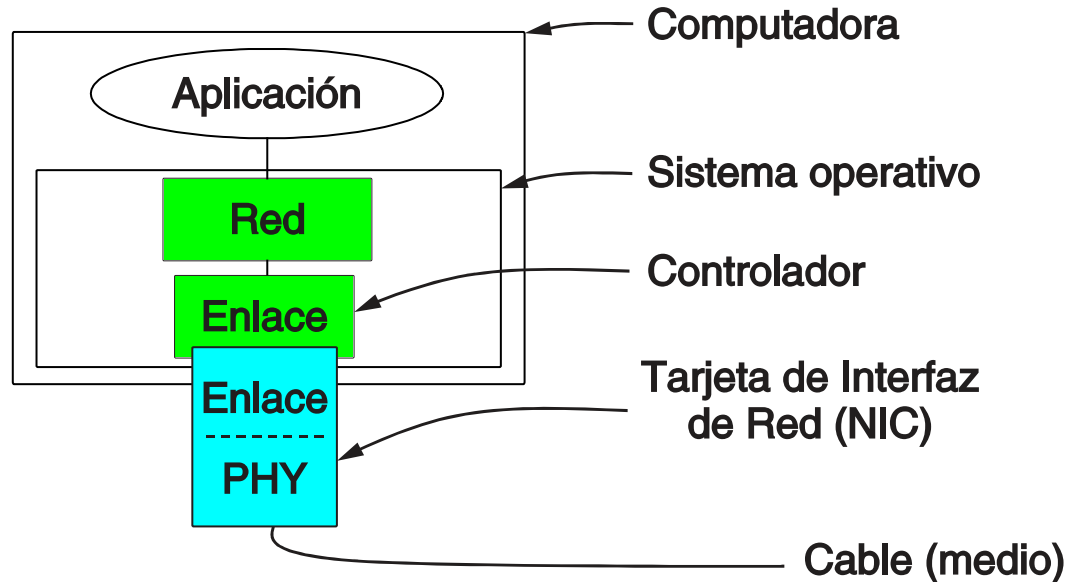 Computadora
Aplicación
Sistema operativo
Red
Controlador
Enlace
Tarjeta de Interfaz
de Red (NIC)
Enlace
PHY
Cable (medio)